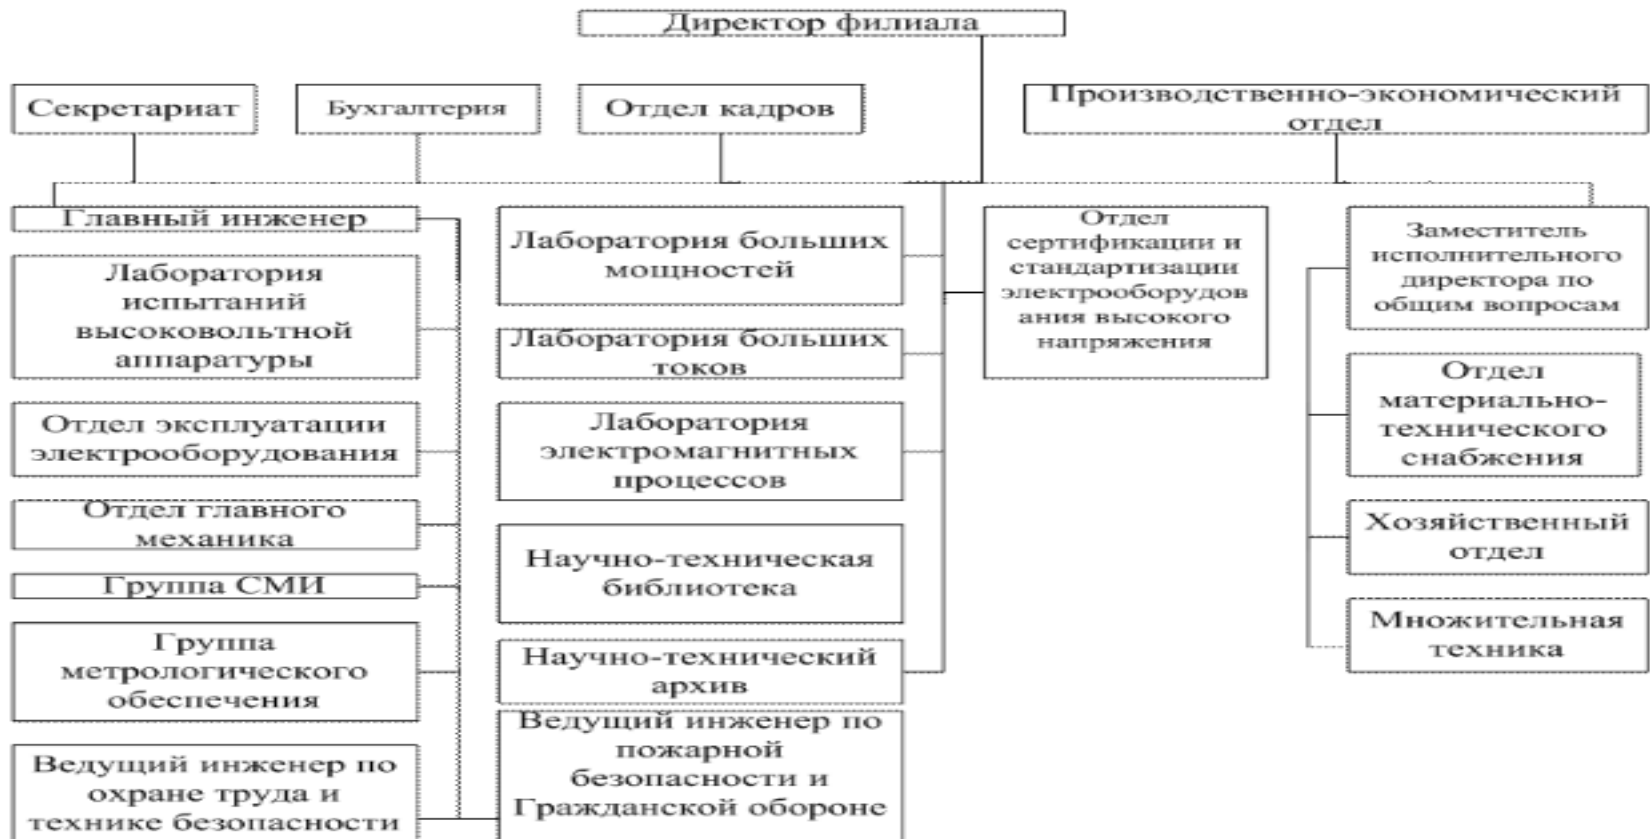 Директор филиала
Секретариат
Бухгалтерия
Отдел кадров
Производственно-экономический
отдел
Главный инженер
Лаборатория
испытаний
высоковольтной
аппаратуры
Отдел эксплуатации
электрооборудования
Отдел главного
механика
Группа СМИ
Группа
метрологического
обеспечения
Ведущий инженер по
охране труда и
технике безопасности
Лаборатория больших
мощностей
Лаборатория больших
токов
Лаборатория
электромагнитных
процессов
Научно-техническая
библиотека
Научно-технический
архив
Ведущий инженер по
пожарной
безопасности и
Гражданской обороне
Отдел
сертификации и
стандартизации
электрооборудов
ания высокого
напряжения
Заместитель
исполнительного
директора по
общим вопросам
Отдел
материально-
технического
снабжения
Хозяйственный
отдел
Множительная
техника